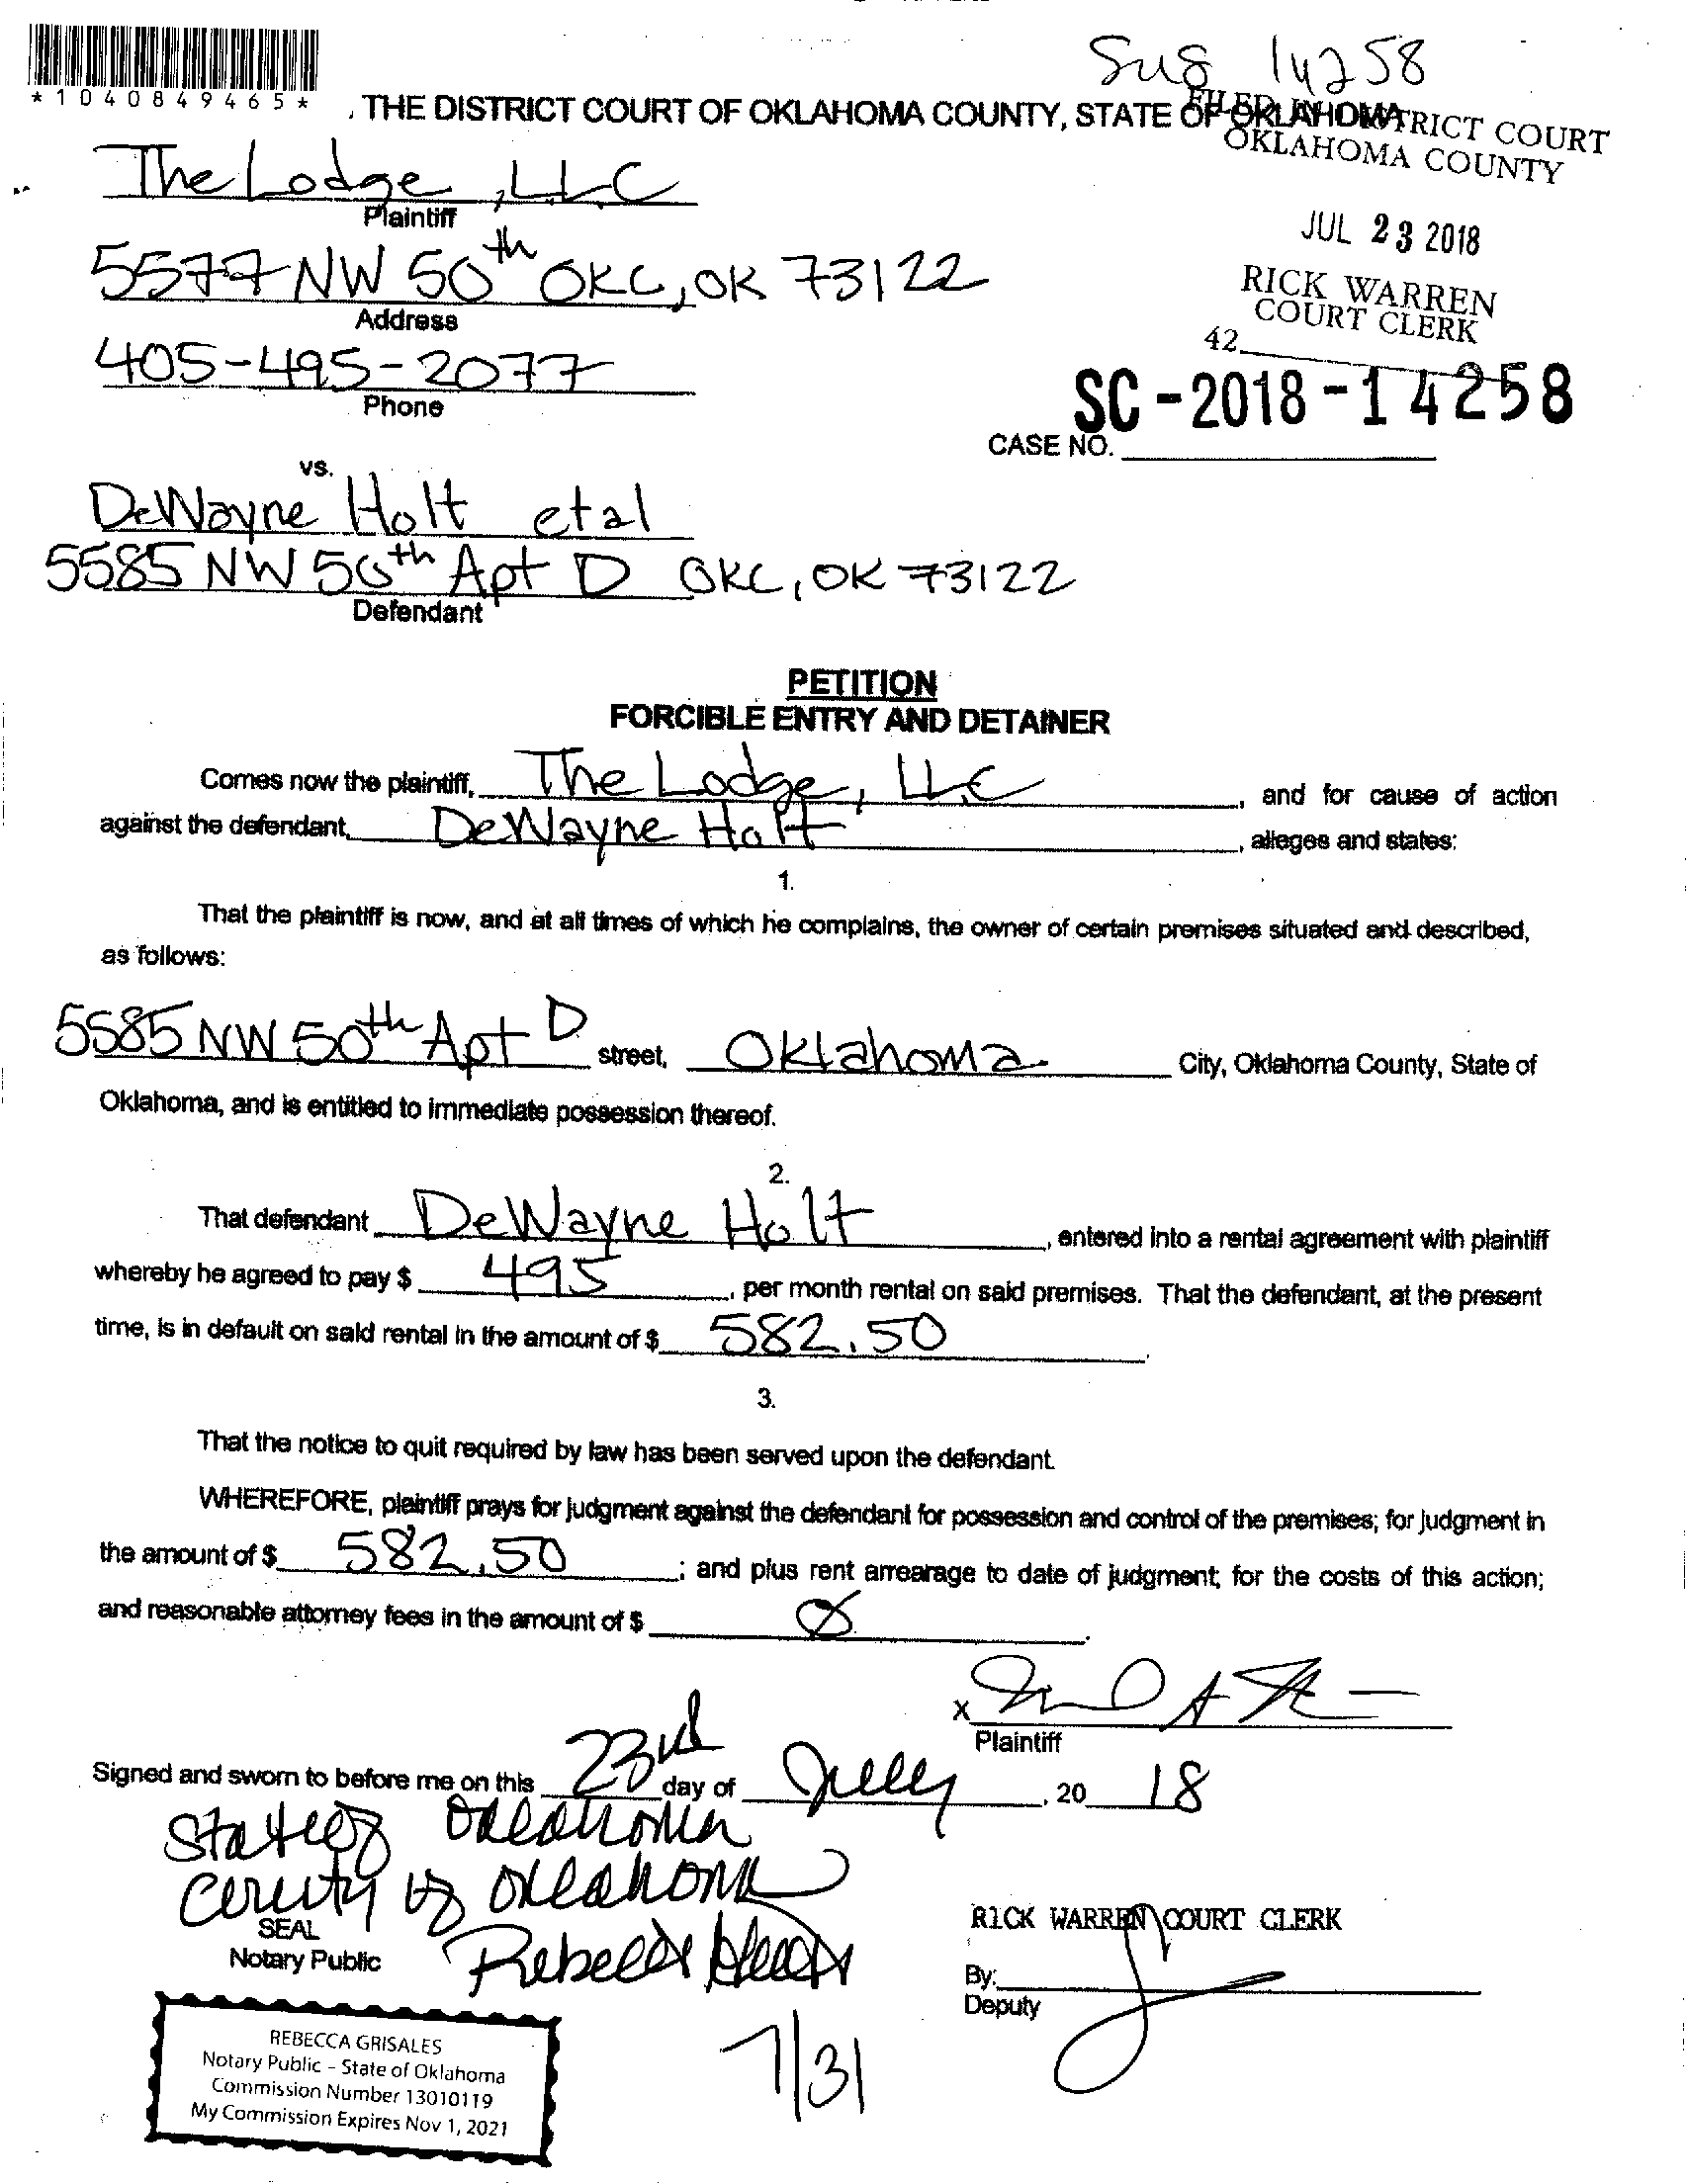 Sug 14258
*1040849465*
, THE DISTRICT COURT OF OKLAHOMA COUNTY, STATE OF OKLAHOMA
FILED IN DISTRICT COURT
OKLAHOMA COUNTY
The Lodge, LLC
Plaintiff
JUL 23 2018
5577 NW 50th OKC, OK 73122
Address
RICK WARREN
COURT CLERK
42
405-495-2077
Phone
SC-2018-14258
CASE NO.
vs.
DeWayne Holt etal
5585 NW 50th Apt D OKC, OK 73122
Defendant
PETITION
FORCIBLE ENTRY AND DETAINER
Comes now the plaintiff, The Lodge, LLC, and for cause of action
against the defendant, DeWayne Holt, alleges and states:
1.
That the plaintiff is now, and at all times of which he complains, the owner of certain premises situated and described,
as follows:
5585 NW 50th Apt D street, Oklahoma City, Oklahoma County, State of
Oklahoma, and is entitled to immediate possession thereof.
2.
That defendant DeWayne Holt, entered into a rental agreement with plaintiff
whereby he agreed to pay $ 495, per month rental on said premises. That the defendant, at the present
time, is in default on said rental in the amount of $ 582.50.
3.
That the notice to quit required by law has been served upon the defendant.
WHEREFORE, plaintiff prays for judgment against the defendant for possession and control of the premises; for judgment in
the amount of $ 582.50; and plus rent arrearage to date of judgment; for the costs of this action;
and reasonable attorney fees in the amount of $ Ø.
X
Plaintiff
Signed and sworn to before me on this 23rd day of July, 20 18
State of Oklahoma
County of Oklahoma
SEAL
Notary Public
RICK WARREN COURT CLERK
By:
Deputy
REBECCA GRISALES
Notary Public - State of Oklahoma
Commission Number 13010119
My Commission Expires Nov 1, 2021
7/31